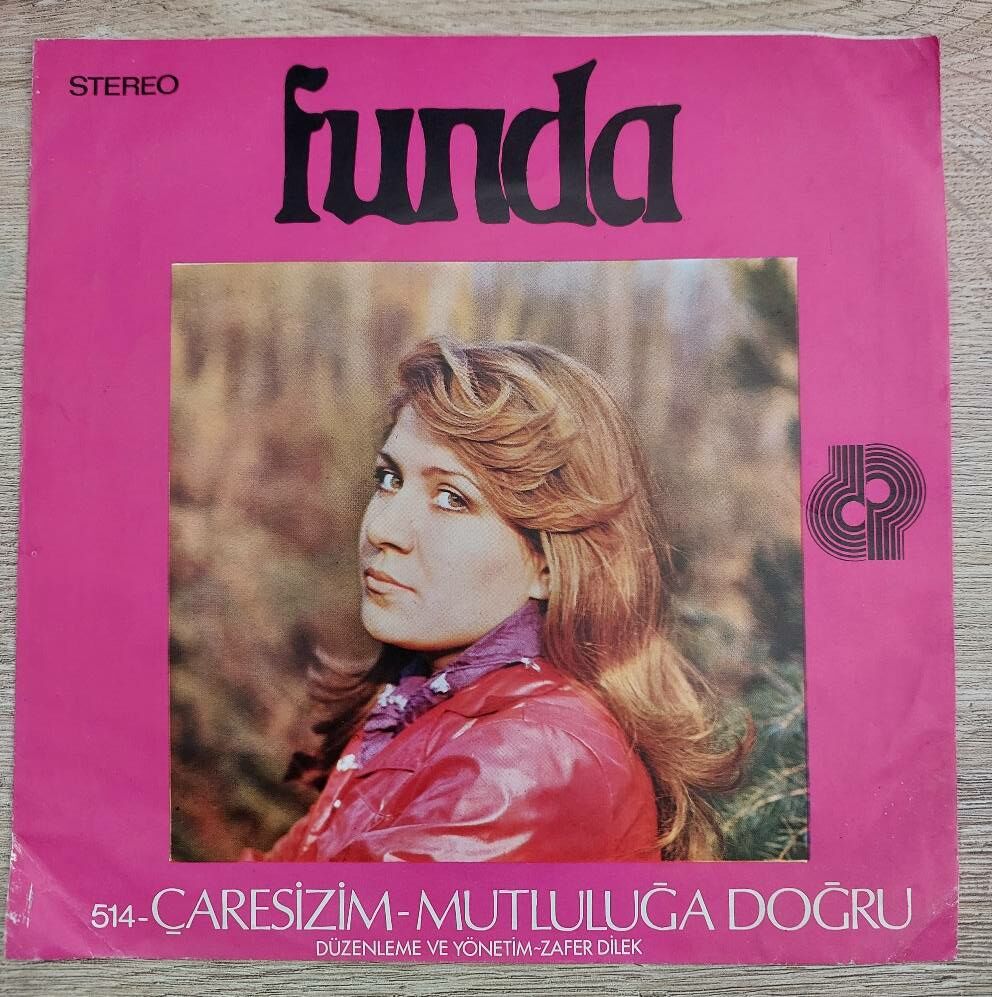 STEREO
funda
514-ÇARESİZİM-MUTLULUĞA DOĞRU
DÜZENLEME VE YÖNETİM~ZAFER DİLEK